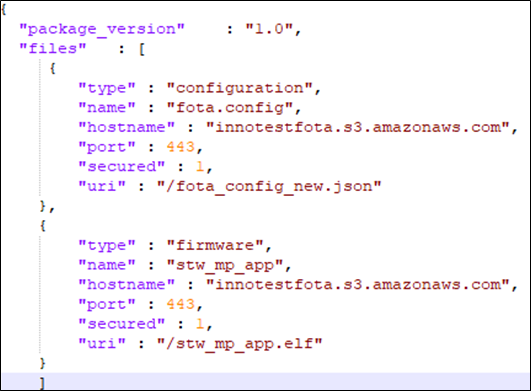 {
"package_version" : "1.0",
"files" : [
{
"type" : "configuration",
"name" : "fota.config",
"hostname" : "innotestfota.s3.amazonaws.com",
"port" : 443,
"secured" : 1,
"uri" : "/fota_config_new.json"
},
{
"type" : "firmware",
"name" : "stw_mp_app",
"hostname" : "innotestfota.s3.amazonaws.com",
"port" : 443,
"secured" : 1,
"uri" : "/stw_mp_app.elf"
}
]